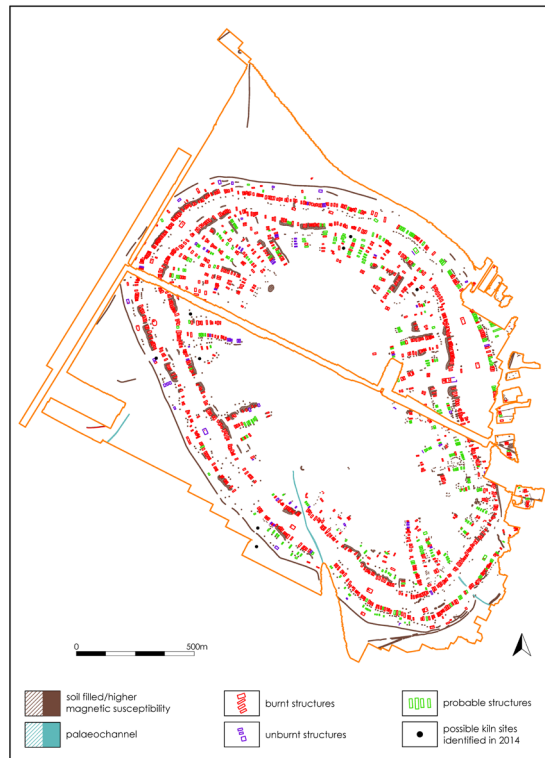 0 500m
soil filled/higher
magnetic susceptibility
burnt structures
probable structures
palaeochannel
unburnt structures
possible kiln sites
identified in 2014